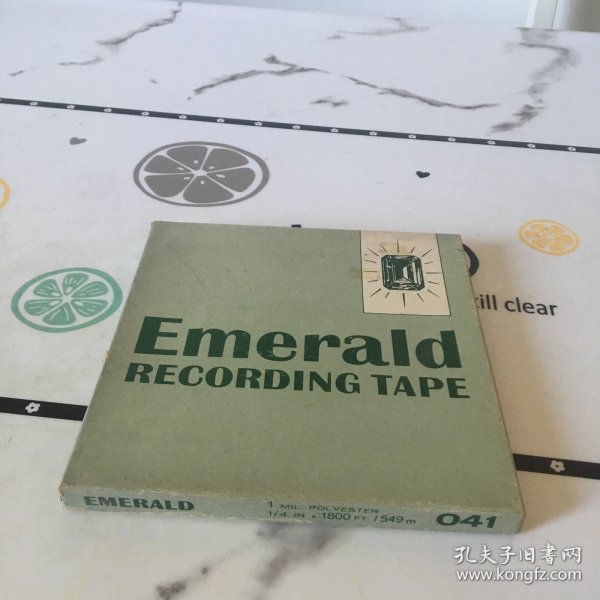 Emerald
RECORDING TAPE
EMERALD
1 MIL. POLYESTER
1/4 IN. x 1800 FT. / 549 m
041
still clear
孔夫子旧书网
www.kongfz.com